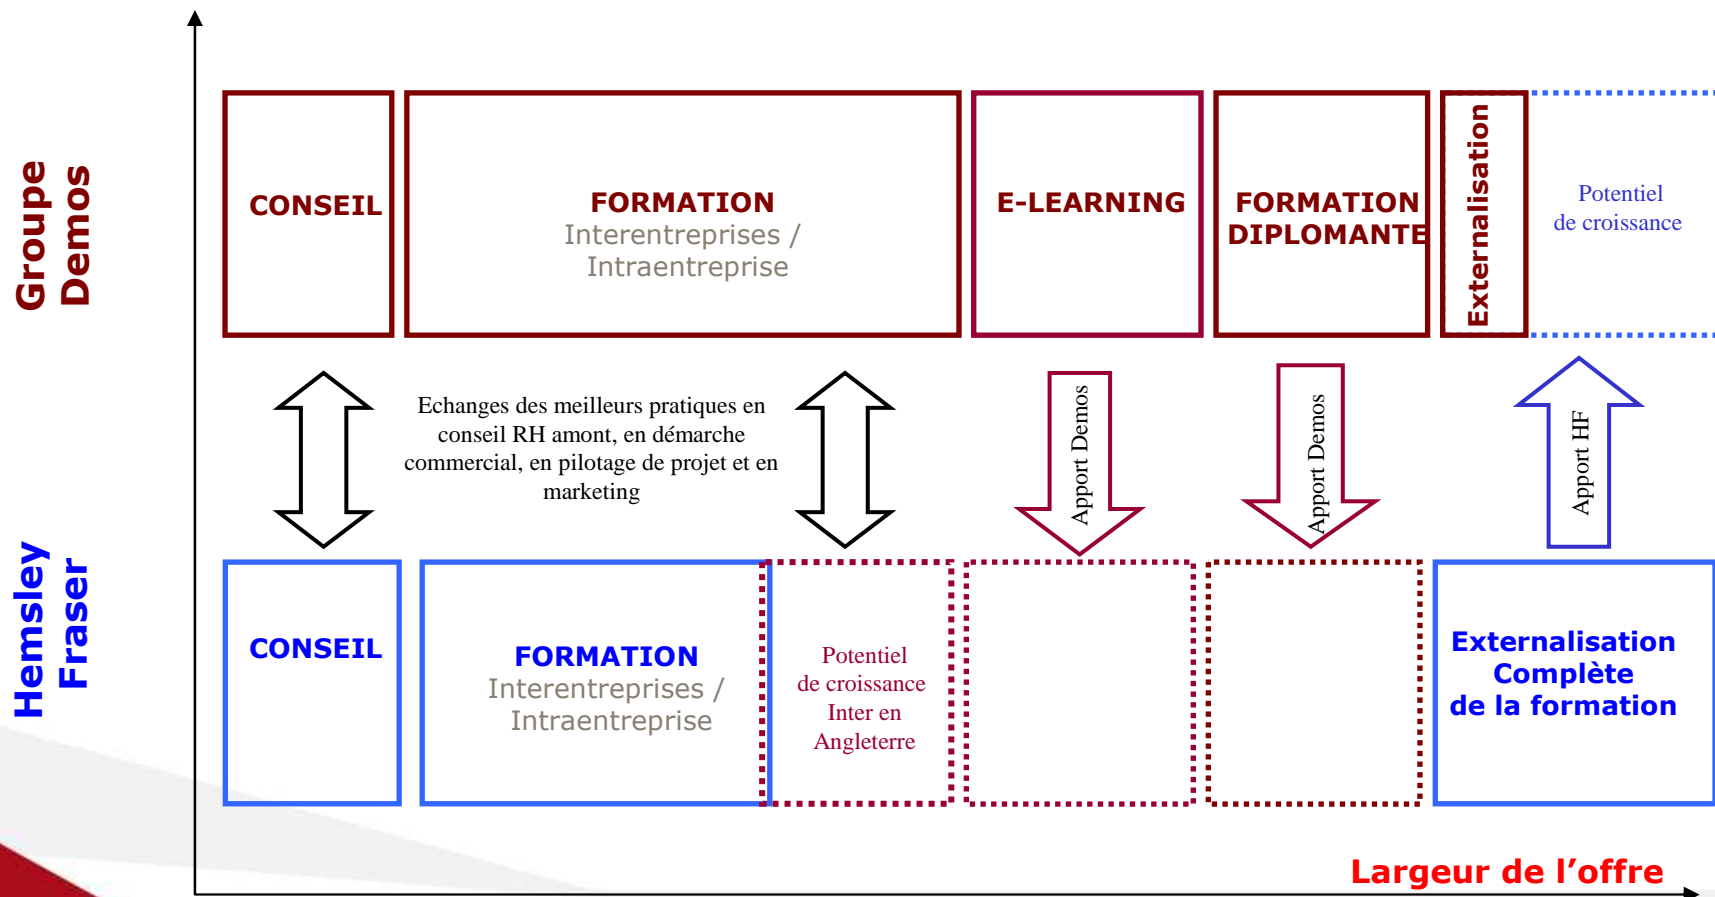 Groupe
Demos
CONSEIL
FORMATION
Interentreprises /
Intraentreprise
E-LEARNING
FORMATION
DIPLOMANTE
Externalisation
Potentiel
de croissance
Echanges des meilleurs pratiques en
conseil RH amont, en démarche
commercial, en pilotage de projet et en
marketing
Apport Demos
Apport Demos
Apport HF
Hemsley
Fraser
CONSEIL
FORMATION
Interentreprises /
Intraentreprise
Potentiel
de croissance
Inter en
Angleterre
Externalisation
Complète
de la formation
Largeur de l’offre